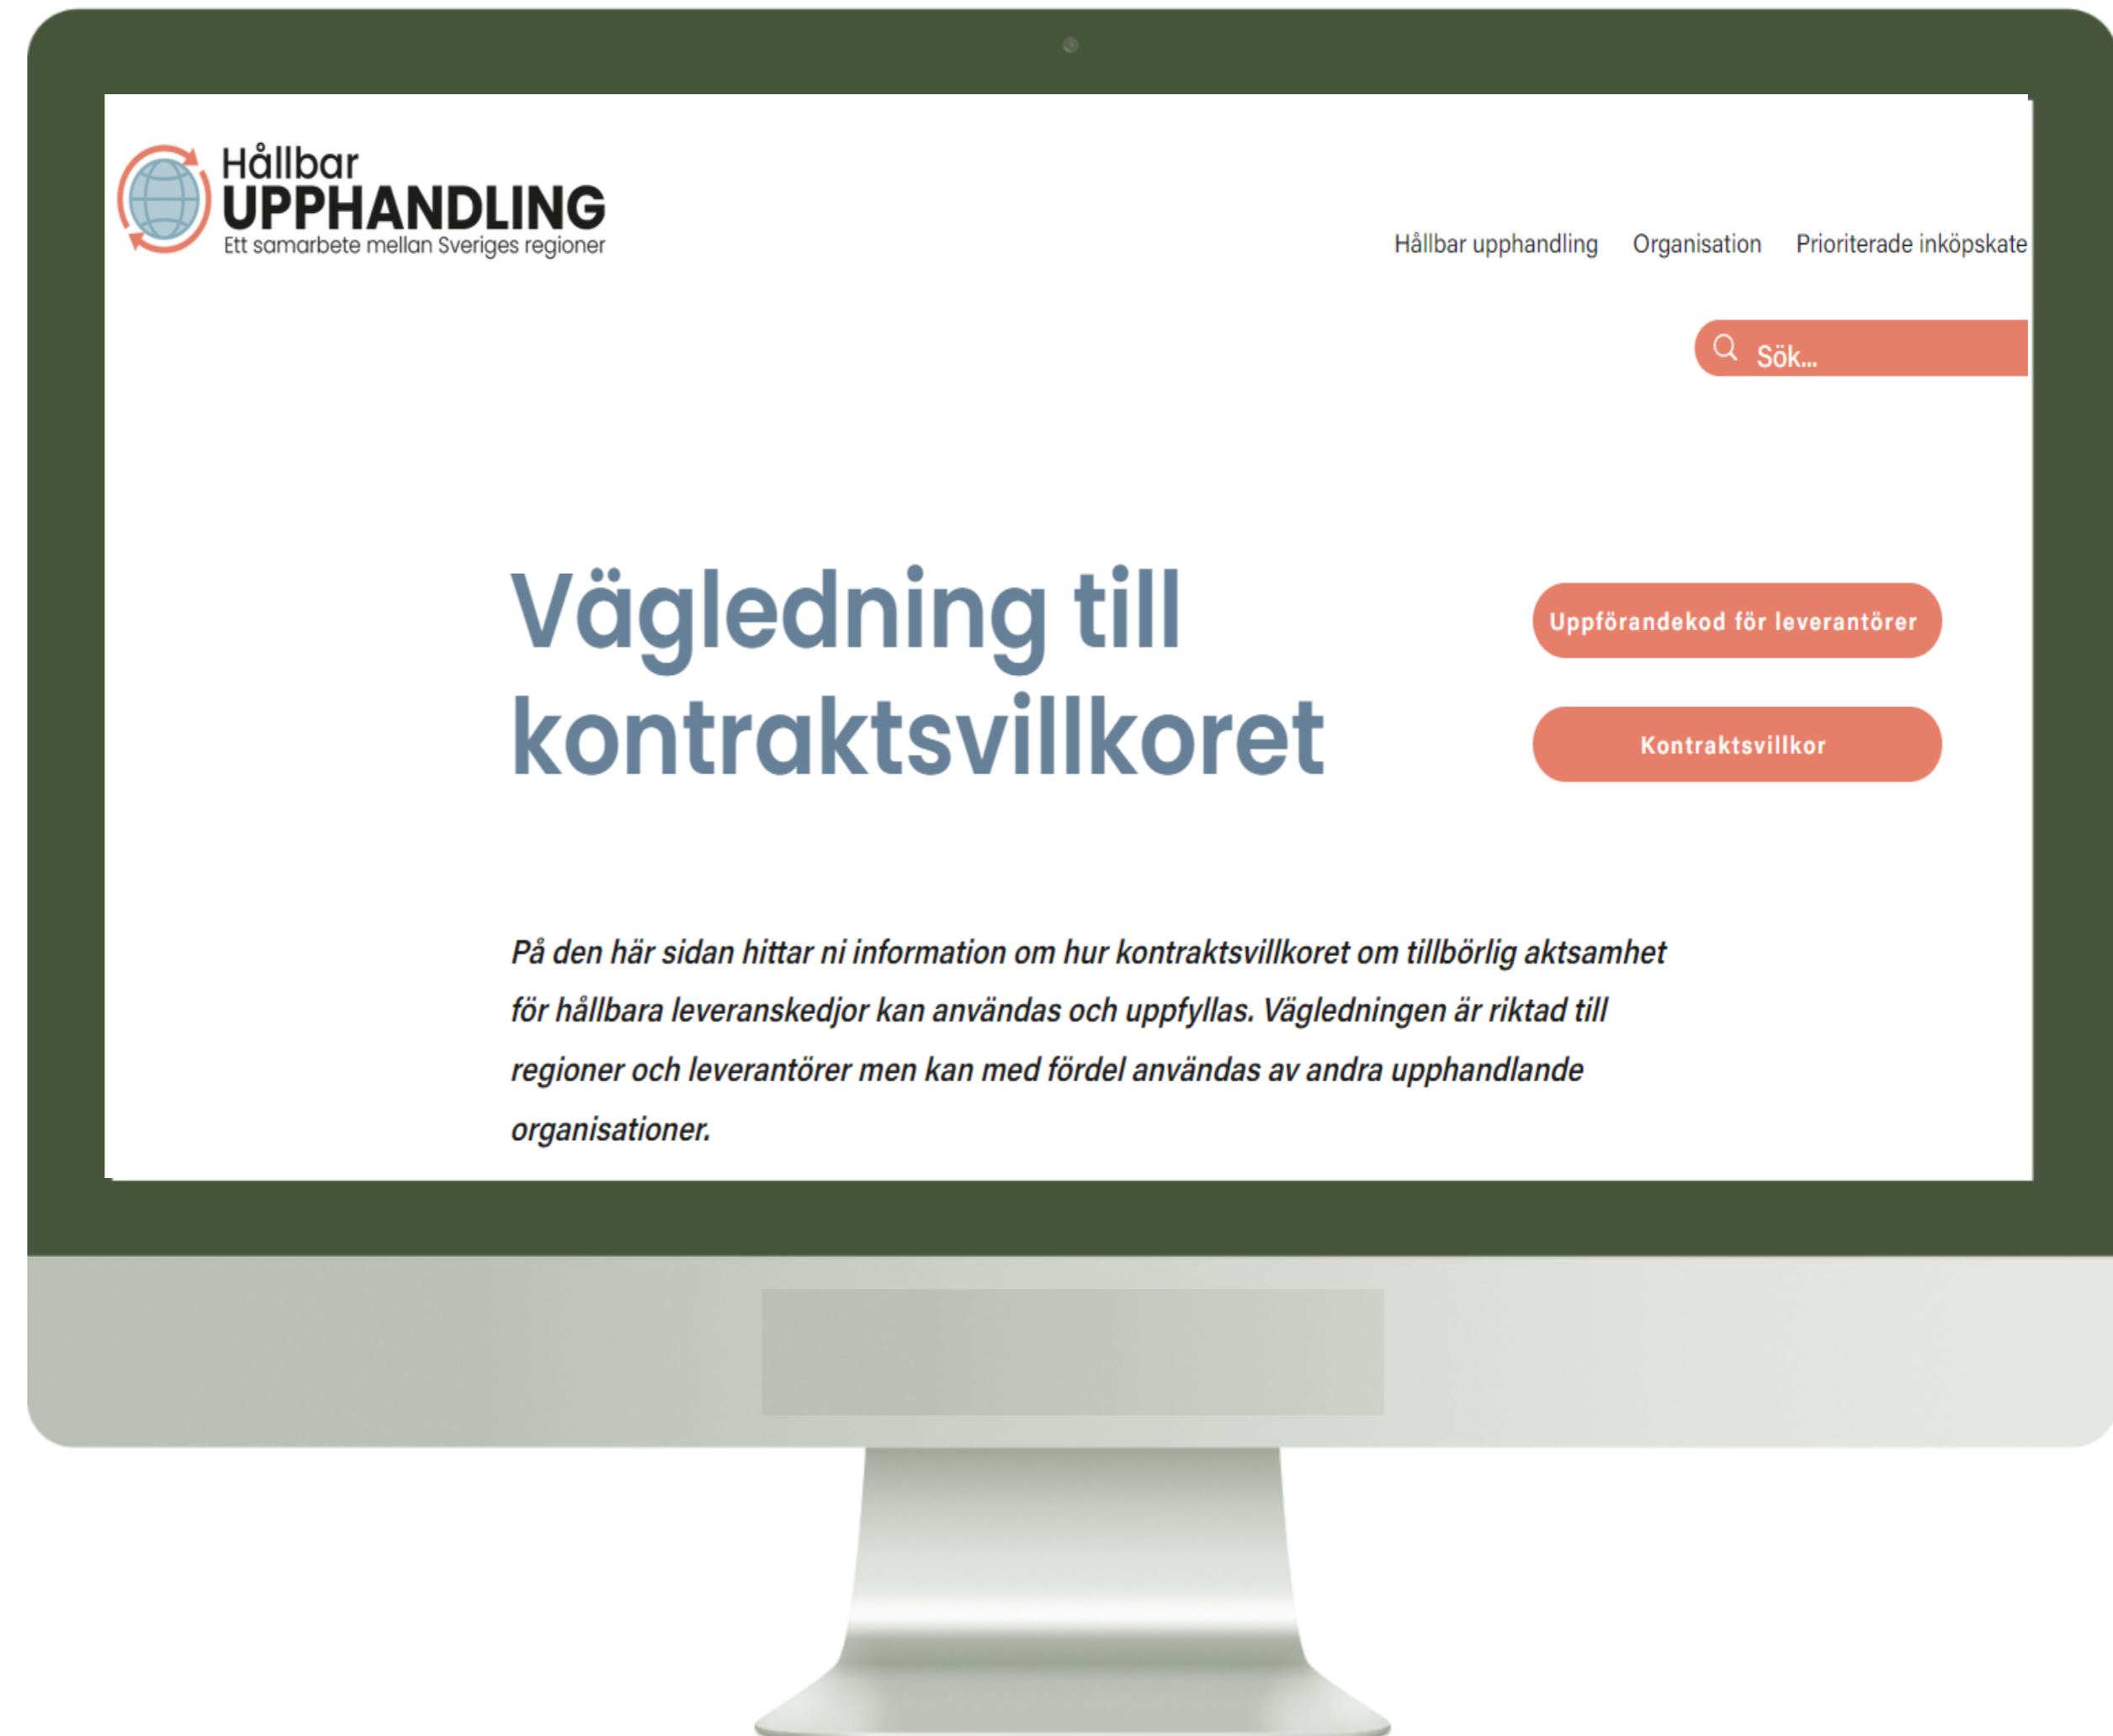 Hållbar
UPPHANDLING
Ett samarbete mellan Sveriges regioner
Hållbar upphandling Organisation Prioriterade inköpskate
Sök...
Vägledning till
kontraktsvillkoret
Uppförandekod för leverantörer
Kontraktsvillkor
På den här sidan hittar ni information om hur kontraktsvillkoret om tillbörlig aktsamhet
för hållbara leveranskedjor kan användas och uppfyllas. Vägledningen är riktad till
regioner och leverantörer men kan med fördel användas av andra upphandlande
organisationer.